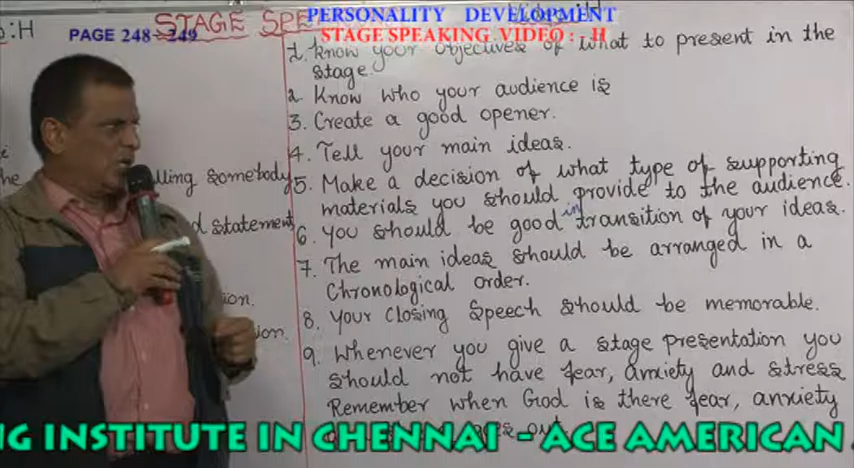 :H
STAGE SPE
PERSONALITY DEVELOPMENT
STAGE SPEAKING VIDEO : - H
PAGE 248 - 249
1. know your objectives of what to present in the
stage.
2. Know who your audience is
3. Create a good opener.
4. Tell your main ideas.
5. Make a decision of what type of supporting
materials you should provide to the audience.
6. You should be good in transition of your ideas.
7. The main ideas should be arranged in a
Chronological order.
8. Your closing speech should be memorable.
9. Whenever you give a stage presentation you
should not have fear, anxiety and stress
Remember when God is there fear, anxiety
out
lling somebody
d statement
ion.
ion.
NG INSTITUTE IN CHENNAI - ACE AMERICAN